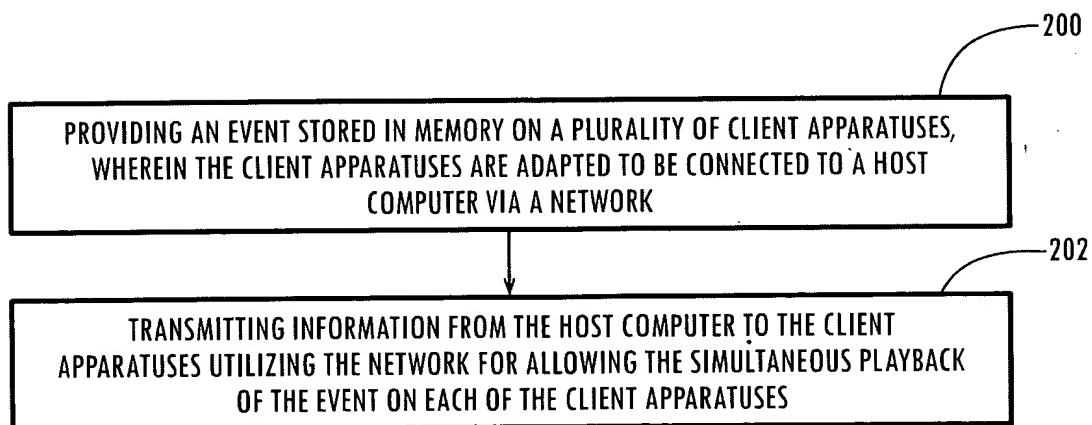 200
PROVIDING AN EVENT STORED IN MEMORY ON A PLURALITY OF CLIENT APPARATUSES,
WHEREIN THE CLIENT APPARATUSES ARE ADAPTED TO BE CONNECTED TO A HOST
COMPUTER VIA A NETWORK
202
TRANSMITTING INFORMATION FROM THE HOST COMPUTER TO THE CLIENT
APPARATUSES UTILIZING THE NETWORK FOR ALLOWING THE SIMULTANEOUS PLAYBACK
OF THE EVENT ON EACH OF THE CLIENT APPARATUSES